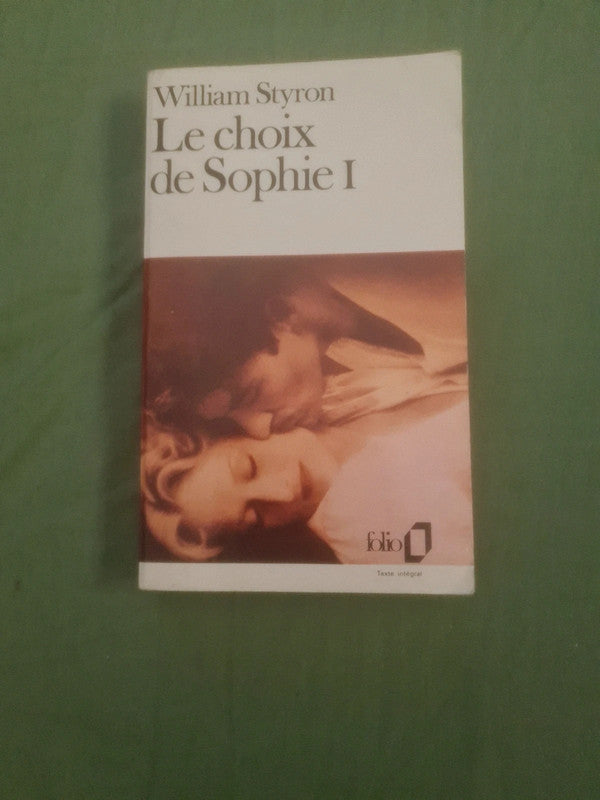 William Styron
Le choix
de Sophie I
folio
Texte intégral